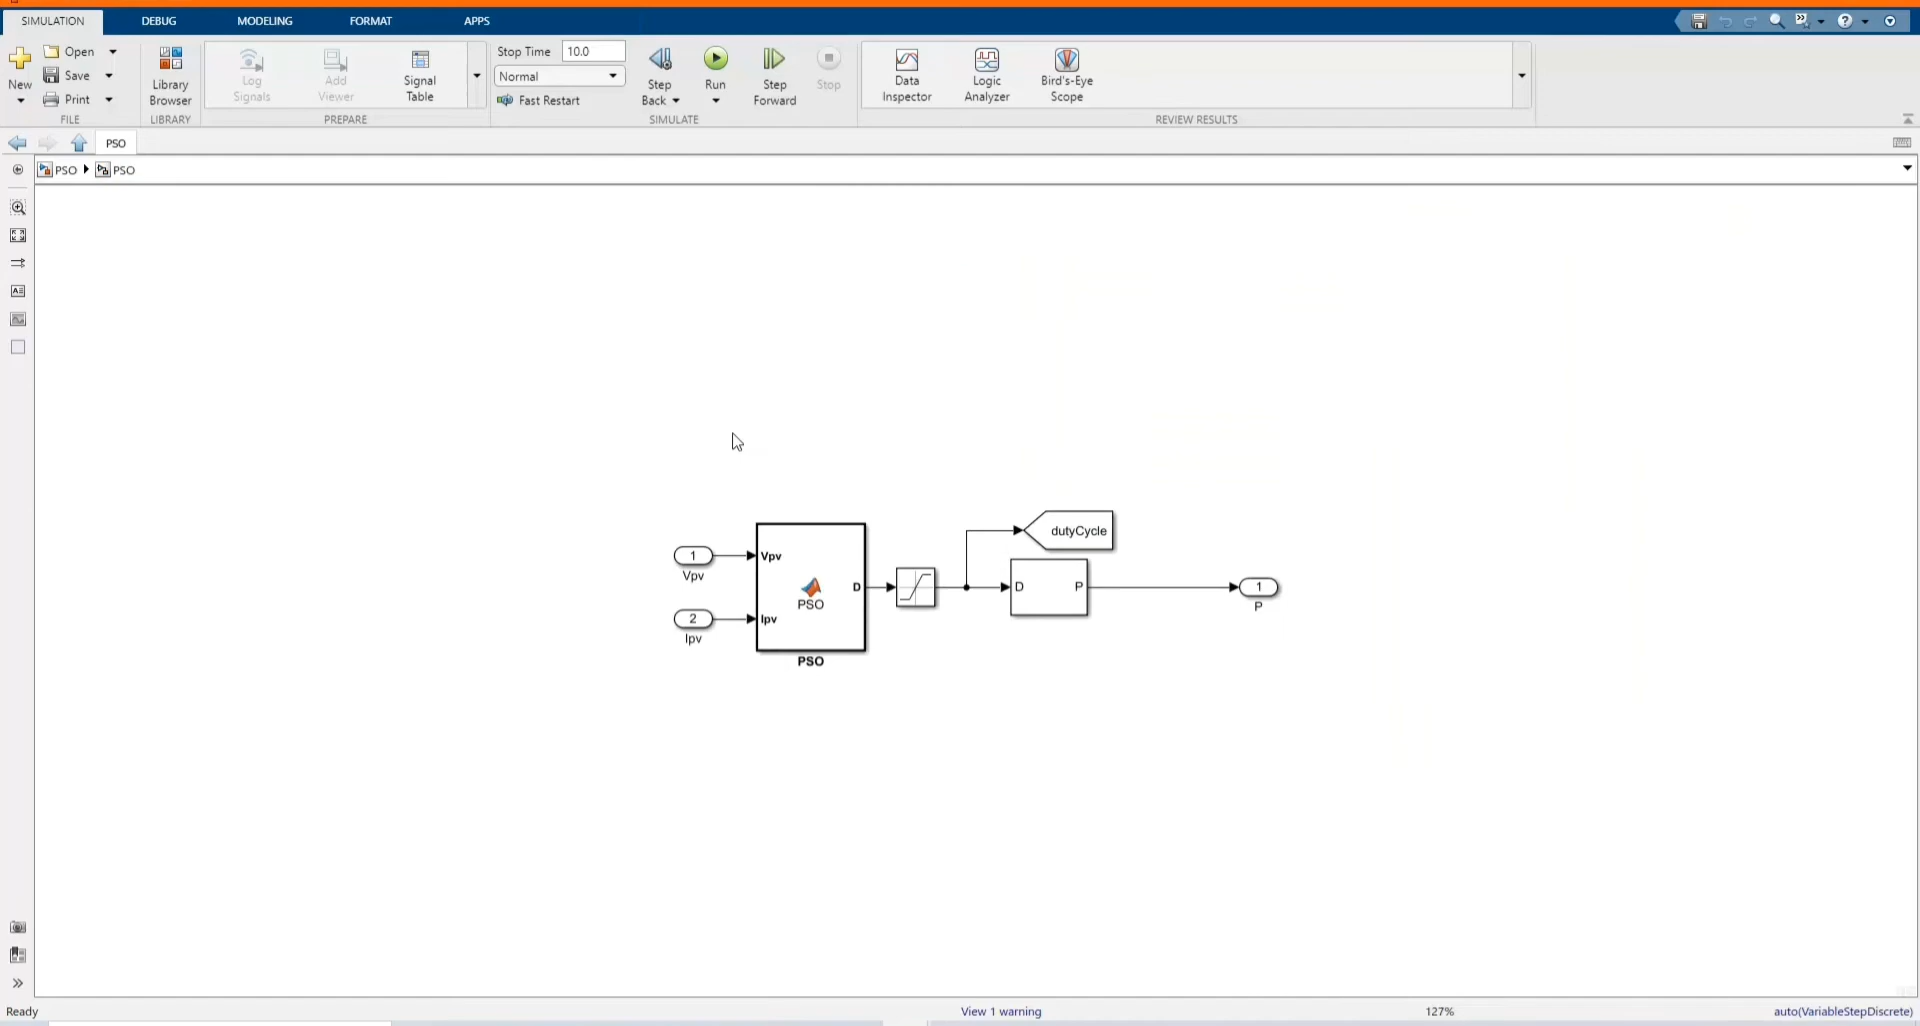 SIMULATION DEBUG MODELING FORMAT APPS
New
Open
Save
Print
FILE
Library
Browser
LIBRARY
Log
Signals
Add
Viewer
Signal
Table
PREPARE
Stop Time 10.0
Normal
Fast Restart
Step
Back
Run
Step
Forward
Stop
SIMULATE
Data
Inspector
Logic
Analyzer
Bird's-Eye
Scope
REVIEW RESULTS
PSO
PSO PSO
dutyCycle
1
Vpv
Vpv
PSO
D
2
Ipv
Ipv
PSO
D P
1
P
Ready View 1 warning 127% auto(VariableStepDiscrete)